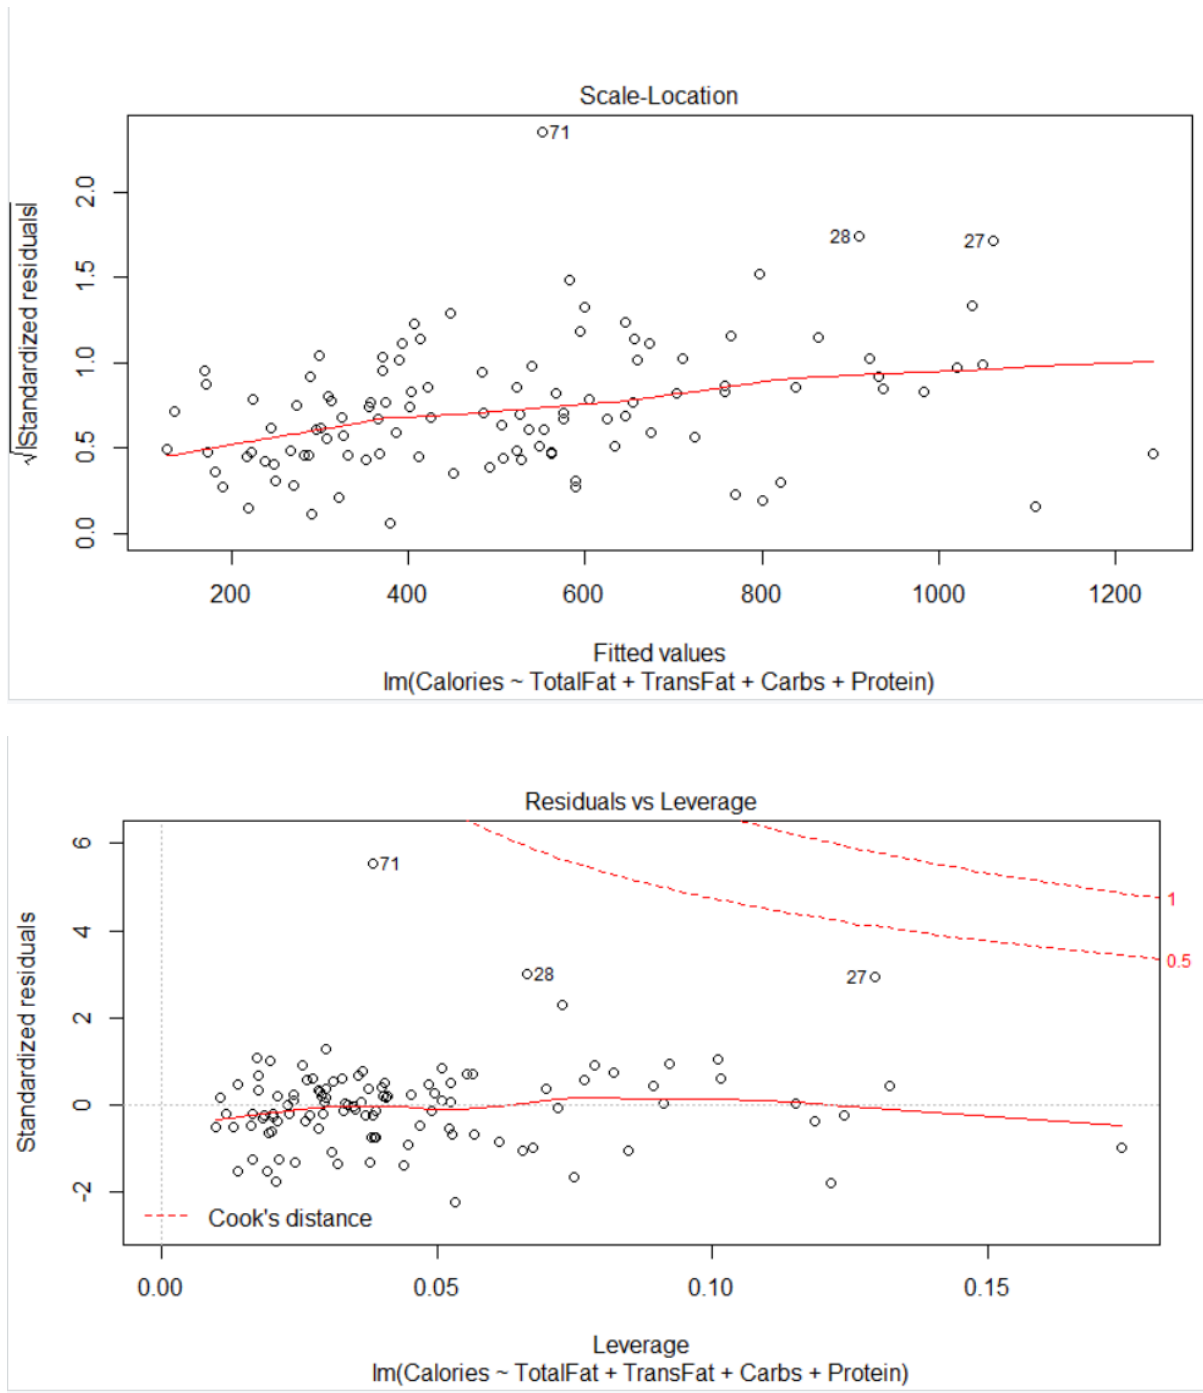 Scale-Location
71
28
27
2.0
1.5
1.0
0.5
0.0
√|Standardized residuals|
200 400 600 800 1000 1200
Fitted values
lm(Calories ~ TotalFat + TransFat + Carbs + Protein)
Residuals vs Leverage
71
28
27
1
0.5
6
4
2
0
-2
Standardized residuals
Cook's distance
0.00 0.05 0.10 0.15
Leverage
lm(Calories ~ TotalFat + TransFat + Carbs + Protein)